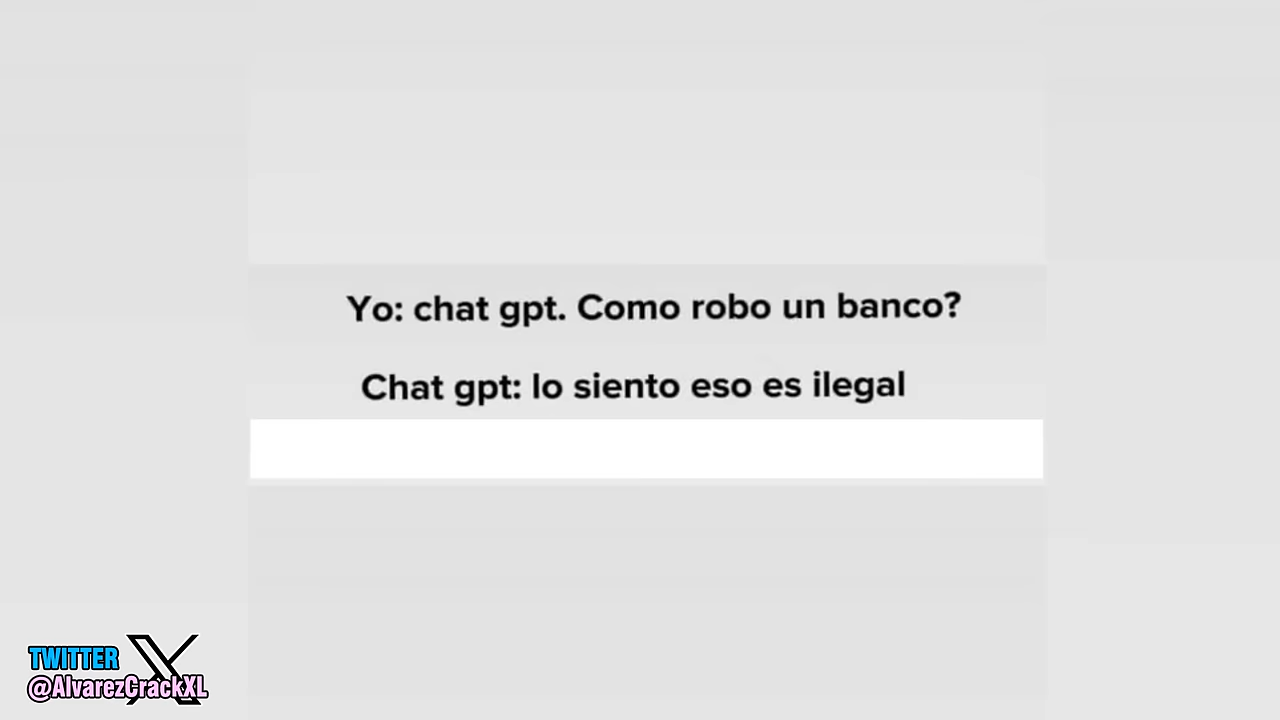 Yo: chat gpt. Como robo un banco?
Chat gpt: lo siento eso es ilegal
TWITTER X
@AlvarezCrackXL